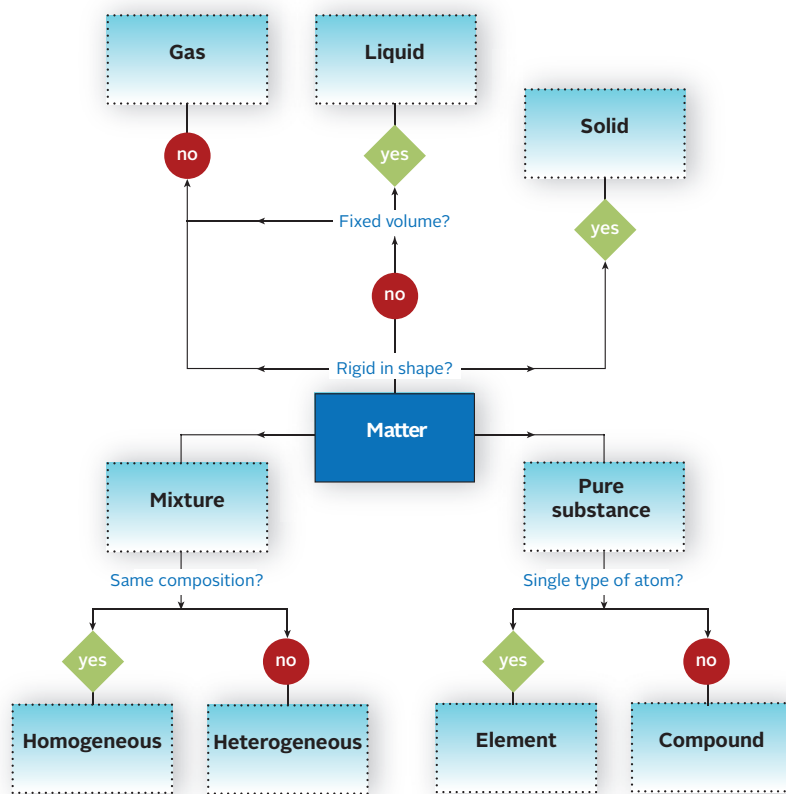 Gas
Liquid
Solid
no
yes
yes
Fixed volume?
no
Rigid in shape?
Matter
Mixture
Pure
substance
Same composition?
Single type of atom?
yes
no
yes
no
Homogeneous
Heterogeneous
Element
Compound